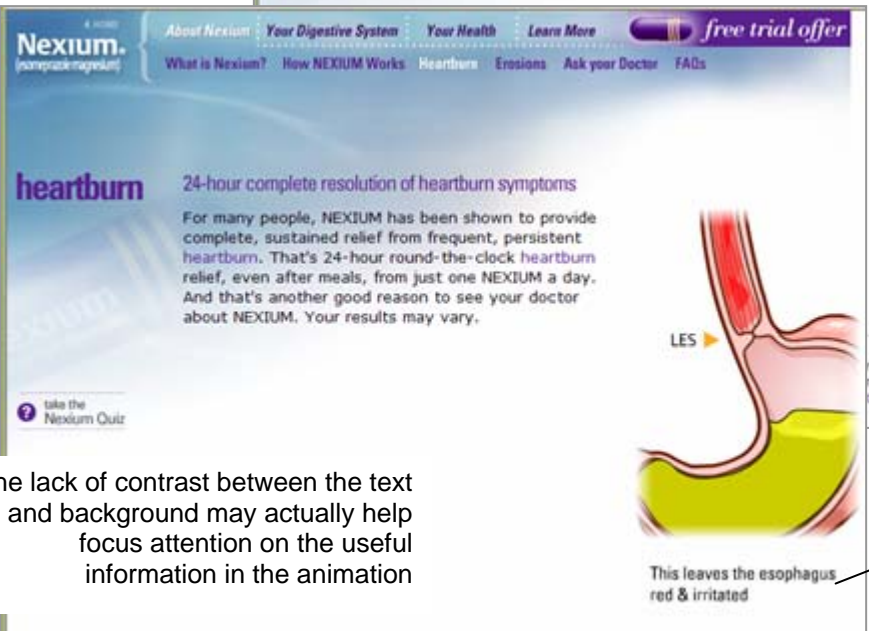 HOME
Nexium.
(esomeprazole magnesium)
About Nexium Your Digestive System Your Health Learn More free trial offer
What is Nexium? How NEXIUM Works Heartburn Erosions Ask your Doctor FAQs
heartburn
24-hour complete resolution of heartburn symptoms
For many people, NEXIUM has been shown to provide
complete, sustained relief from frequent, persistent
heartburn. That's 24-hour round-the-clock heartburn
relief, even after meals, from just one NEXIUM a day.
And that's another good reason to see your doctor
about NEXIUM. Your results may vary.
LES
take the
Nexium Quiz
he lack of contrast between the text
and background may actually help
focus attention on the useful
information in the animation
This leaves the esophagus
red & irritated